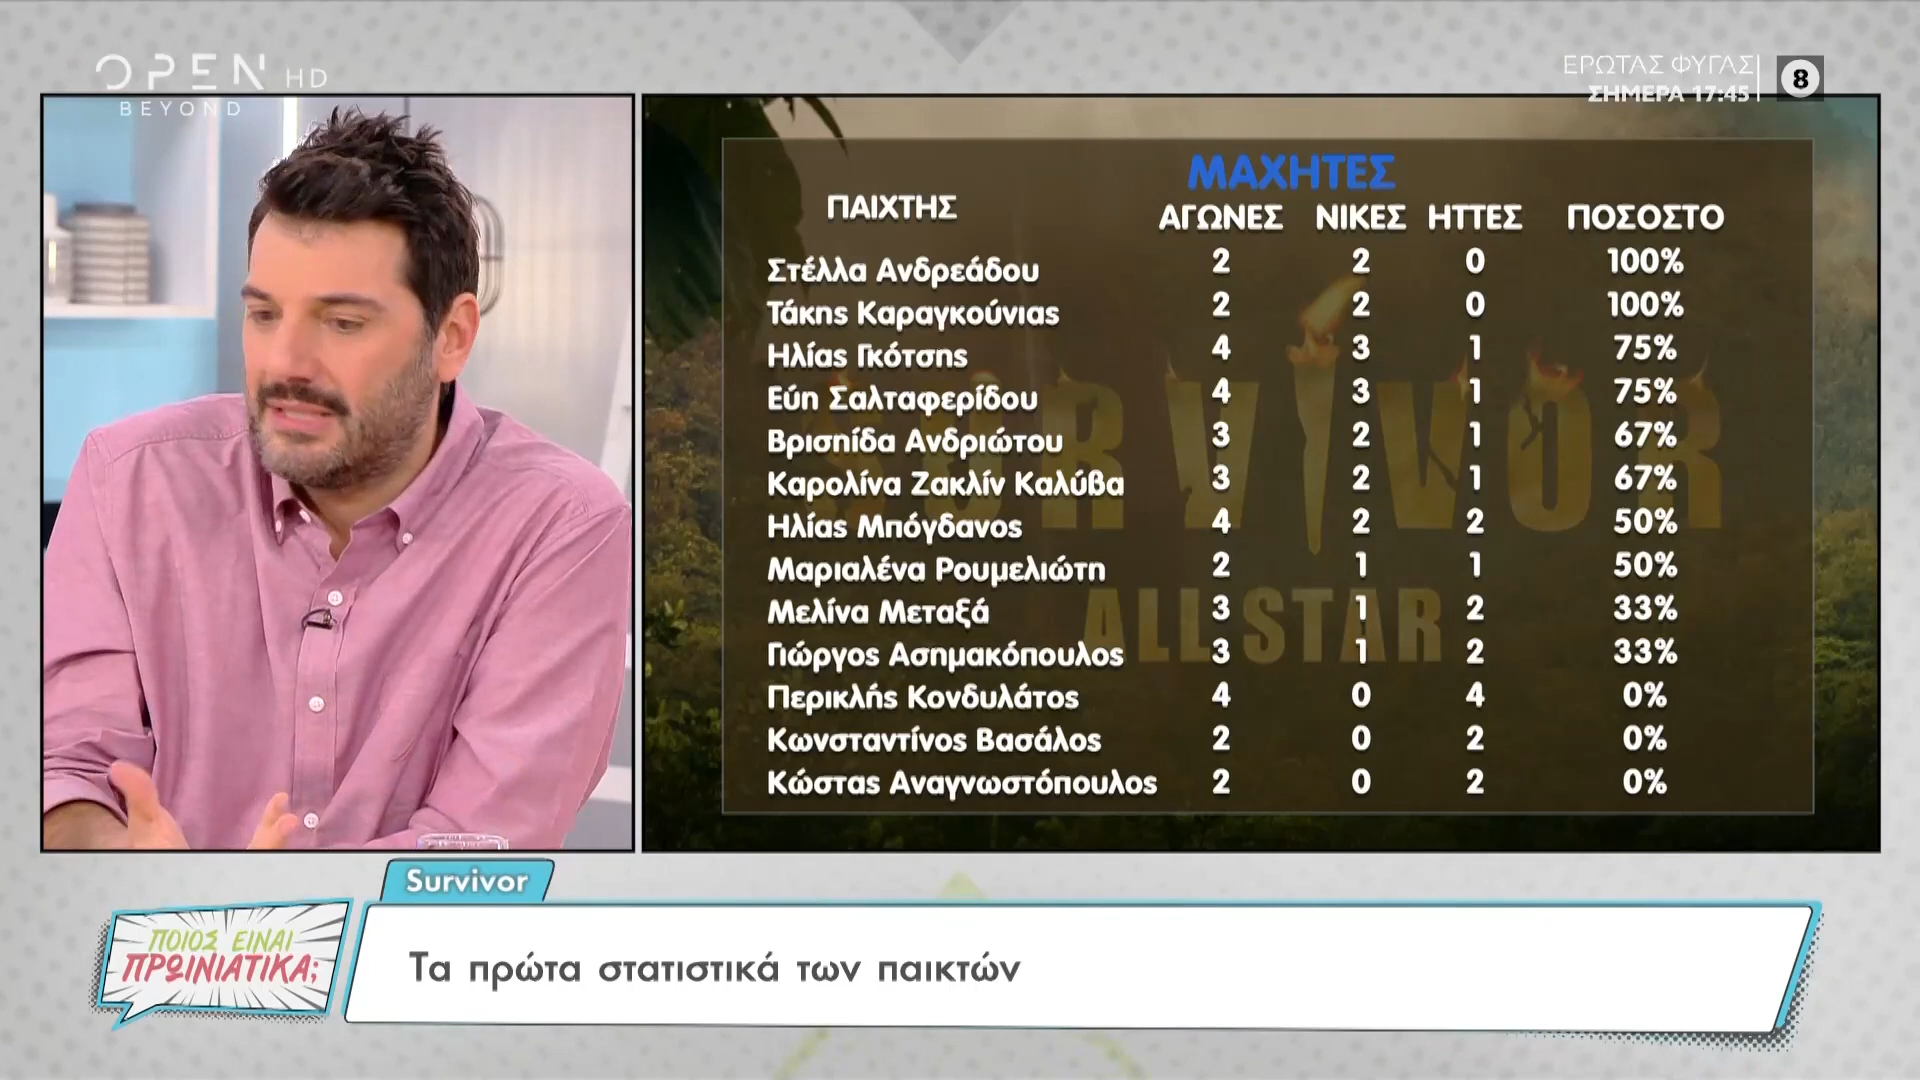 OPEN HD
BEYOND
ΕΡΩΤΑΣ ΦΥΓΑΣ
ΣΗΜΕΡΑ 17:45
8
ΜΑΧΗΤΕΣ
ΠΑΙΧΤΗΣ ΑΓΩΝΕΣ ΝΙΚΕΣ ΗΤΤΕΣ ΠΟΣΟΣΤΟ
Στέλλα Ανδρεάδου 2 2 0 100%
Τάκης Καραγκούνιας 2 2 0 100%
Ηλίας Γκότσης 4 3 1 75%
Εύη Σαλταφερίδου 4 3 1 75%
Βρισηίδα Ανδριώτου 3 2 1 67%
Καρολίνα Ζακλίν Καλύβα 3 2 1 67%
Ηλίας Μπόγδανος 4 2 2 50%
Μαριαλένα Ρουμελιώτη 2 1 1 50%
Μελίνα Μεταξά 3 1 2 33%
Γιώργος Ασημακόπουλος 3 1 2 33%
Περικλής Κονδυλάτος 4 0 4 0%
Κωνσταντίνος Βασάλος 2 0 2 0%
Κώστας Αναγνωστόπουλος 2 0 2 0%
SURVIVOR
ALL STAR
Survivor
ΠΟΙΟΣ ΕΙΝΑΙ
ΠΡΩΙΝΙΑΤΙΚΑ;
Τα πρώτα στατιστικά των παικτών